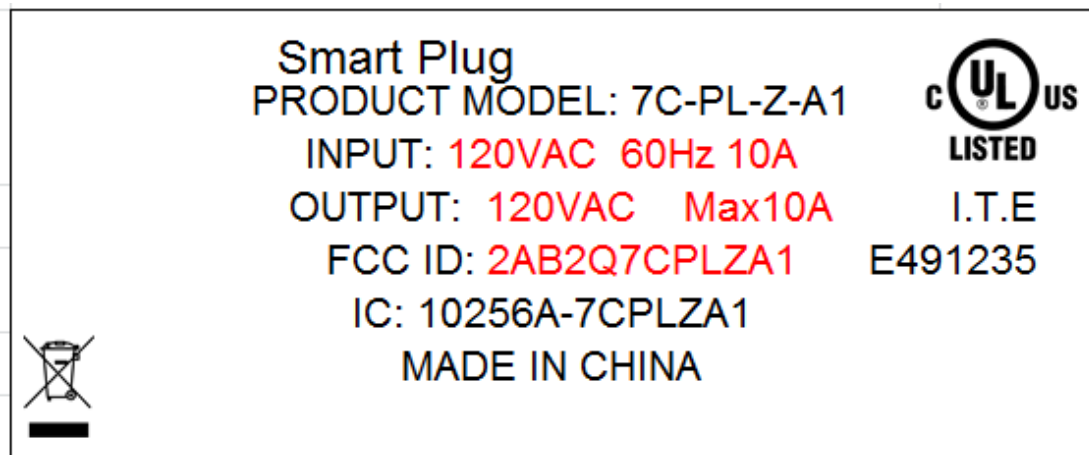 Smart Plug
PRODUCT MODEL: 7C-PL-Z-A1
C UL ® US
LISTED
INPUT: 120VAC 60Hz 10A
OUTPUT: 120VAC Max10A
I.T.E
FCC ID: 2AB2Q7CPLZA1
E491235
IC: 10256A-7CPLZA1
MADE IN CHINA